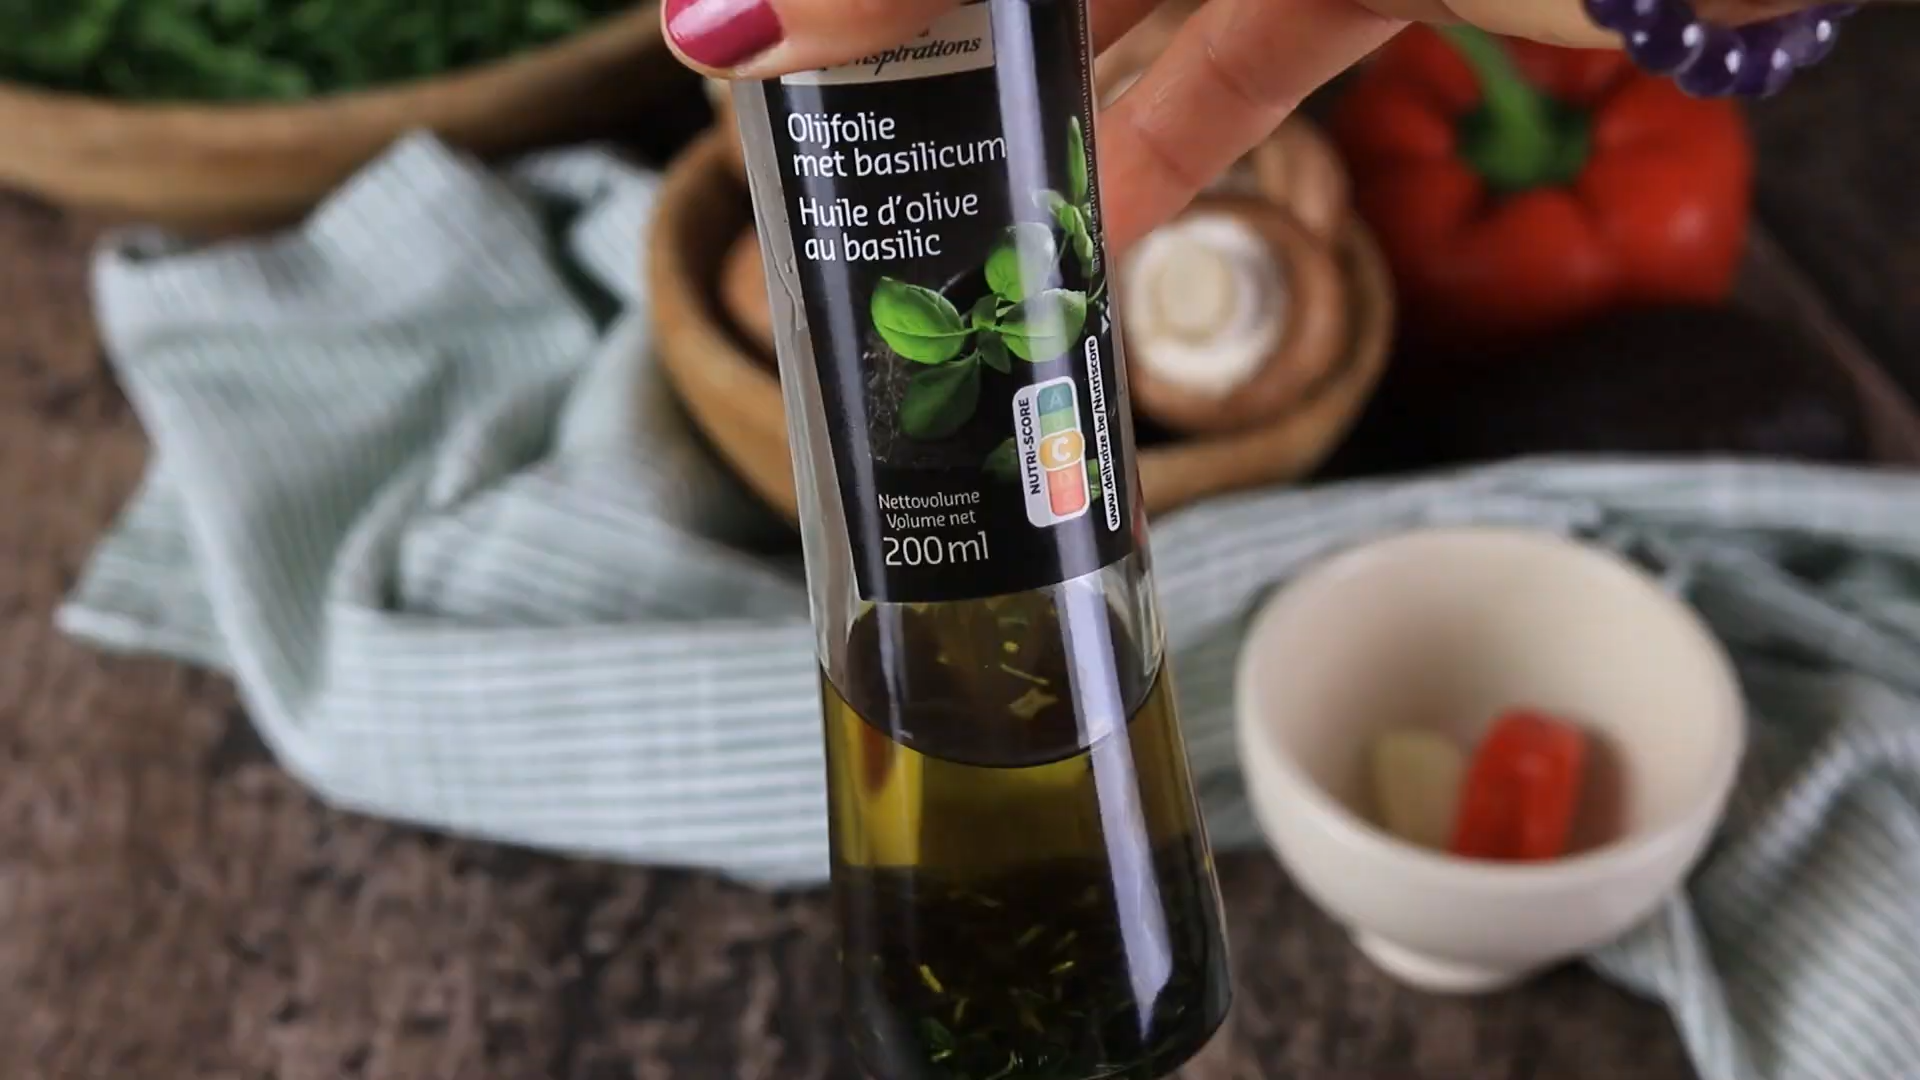 Olijfolie
met basilicum
Huile d'olive
au basilic
NUTRI-SCORE
A
C
www.delhaize.be/Nutriscore
Nettovolume
Volume net
200 ml